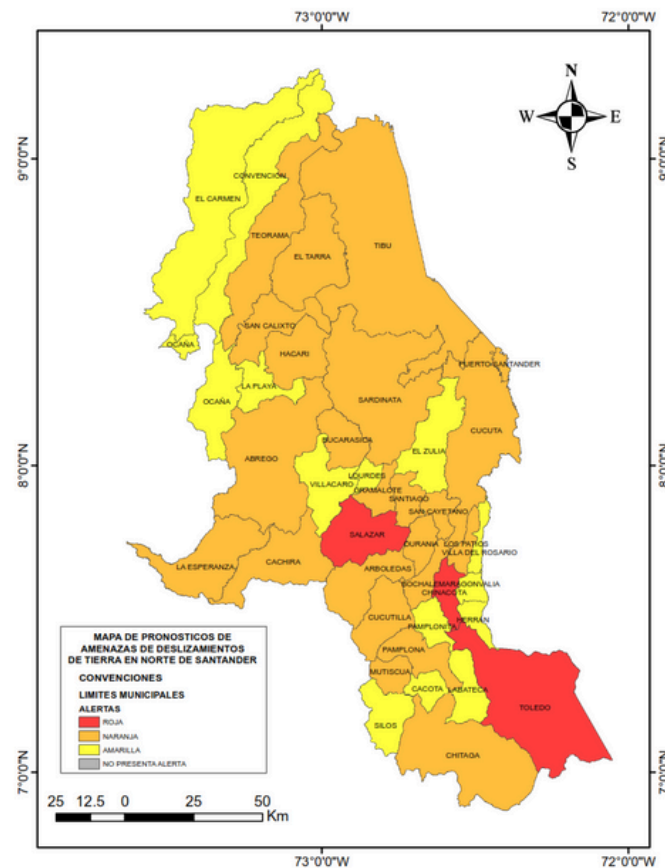 73°0'0"W
72°0'0"W
N
W
E
S
9°0'0"N
9°0'0"N
CONVENCIÓN
EL CARMEN
TEORAMA
TIBU
EL TARRA
SAN CALIXTO
OCAÑA
HACARI
PUERTO SANTANDER
LA PLAYA
OCAÑA
SARDINATA
CUCUTA
BUCARASICA
EL ZULIA
ABREGO
8°0'0"N
8°0'0"N
LOURDES
VILLACARO
GRAMALOTE
SANTIAGO
SAN CAYETANO
SALAZAR
DURANIA
LOS PATIOS
VILLA DEL ROSARIO
LA ESPERANZA
CACHIRA
ARBOLEDAS
BOCHALEMA
RAGONVALIA
CHINACOTA
CUCUTILLA
HERRAN
PAMPLONITA
PAMPLONA
MUTISCUA
CACOTA
LABATECA
TOLEDO
SILOS
CHITAGA
7°0'0"N
7°0'0"N
MAPA DE PRONOSTICOS DE
AMENAZAS DE DESLIZAMIENTOS
DE TIERRA EN NORTE DE SANTANDER
CONVENCIONES
LIMITES MUNICIPALES
ALERTAS
ROJA
NARANJA
AMARILLA
NO PRESENTA ALERTA
25 12.5 0 25 50
Km
73°0'0"W
72°0'0"W